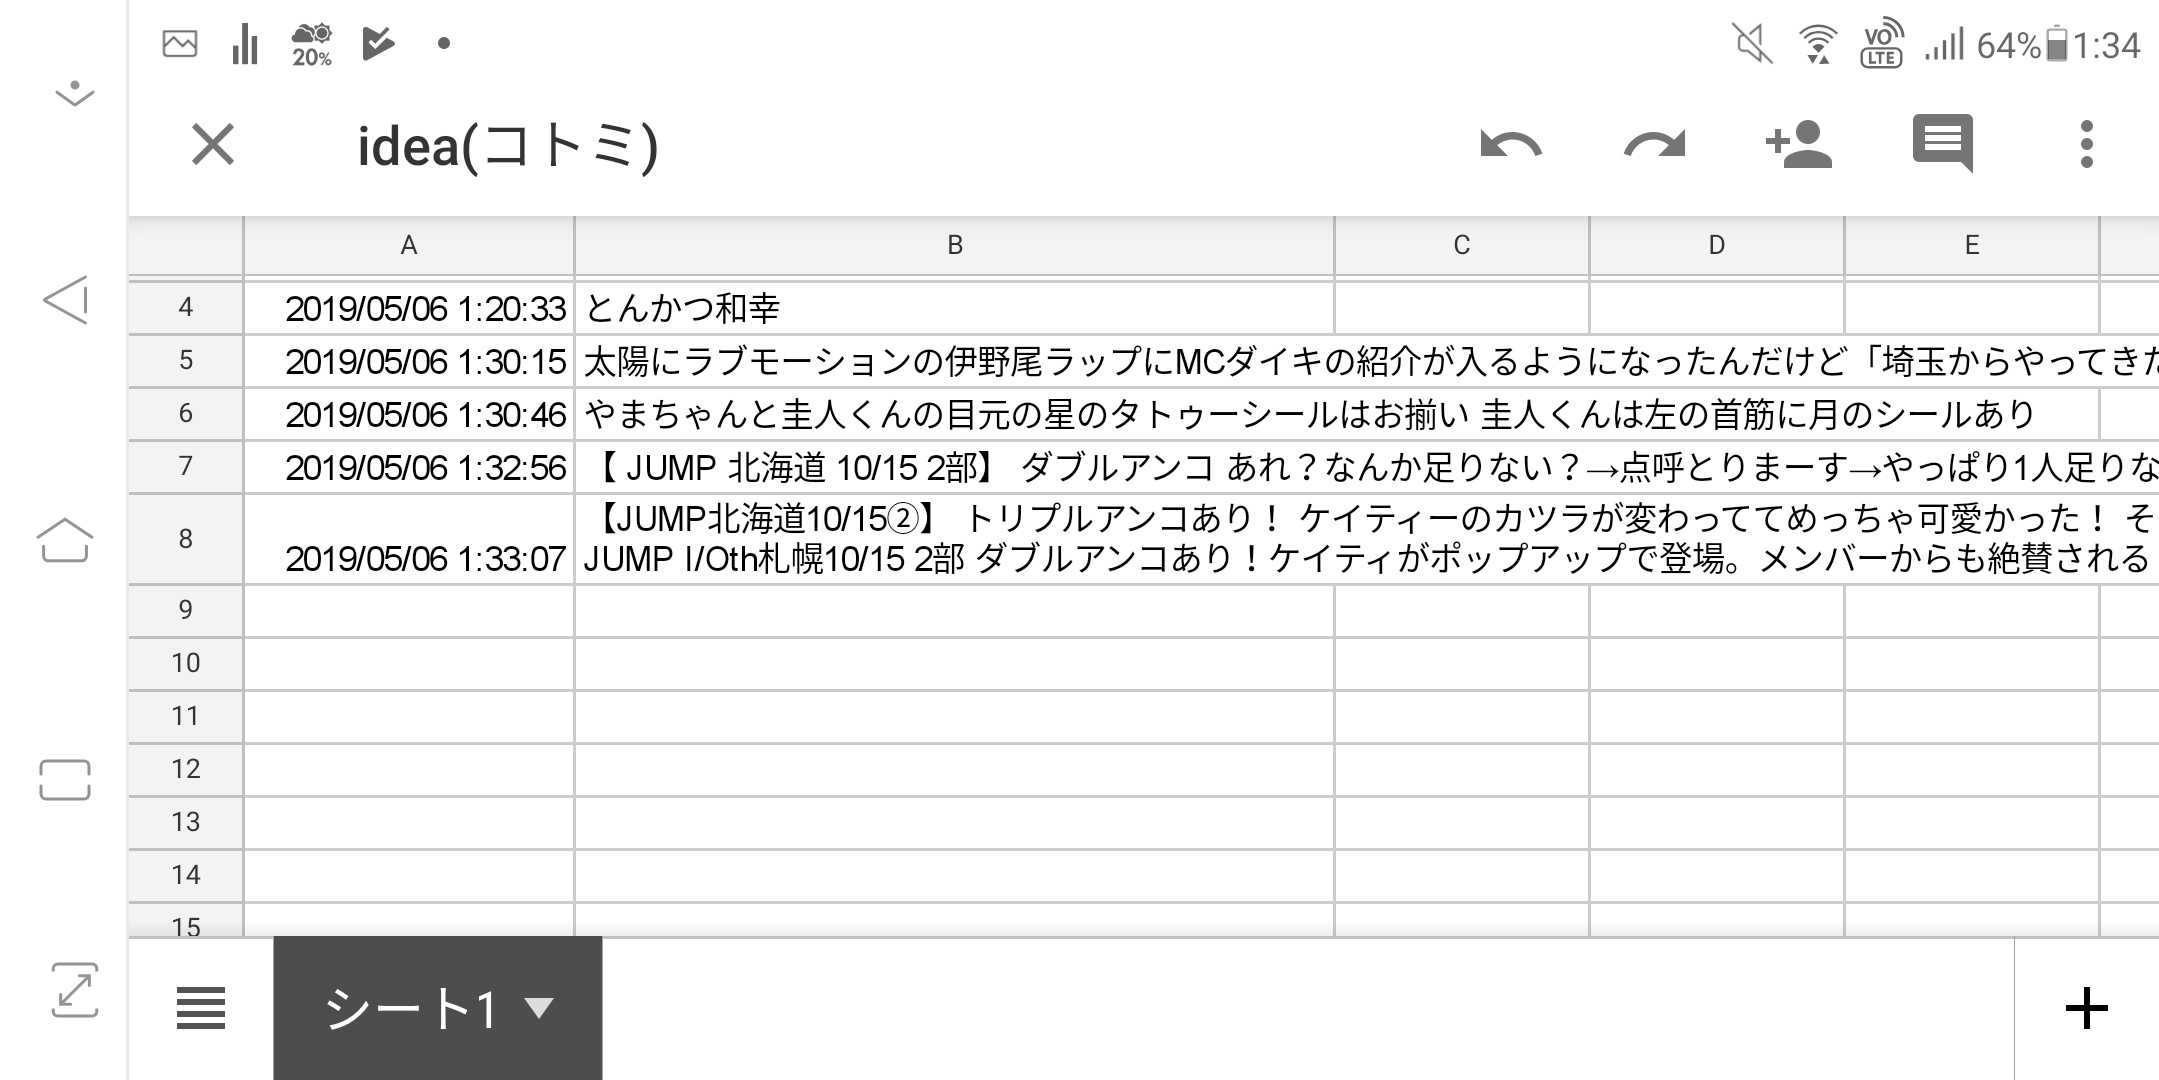 20%
VO LTE 64% 1:34
idea(コトミ)
A B C D E
4 2019/05/06 1:20:33 とんかつ和幸
5 2019/05/06 1:30:15 太陽にラブモーションの伊野尾ラップにMCダイキの紹介が入るようになったんだけど「埼玉からやってきた
6 2019/05/06 1:30:46 やまちゃんと圭人くんの目元の星のタトゥーシールはお揃い 圭人くんは左の首筋に月のシールあり
7 2019/05/06 1:32:56 【 JUMP 北海道 10/15 2部】 ダブルアンコ あれ？なんか足りない？→点呼とりまーす→やっぱり1人足りな
【JUMP北海道10/15②】 トリプルアンコあり！ ケイティーのカツラが変わっててめっちゃ可愛かった！ そ
8 2019/05/06 1:33:07 JUMP I/Oth札幌10/15 2部 ダブルアンコあり！ケイティがポップアップで登場。メンバーからも絶賛される
9
10
11
12
13
14
15
シート1